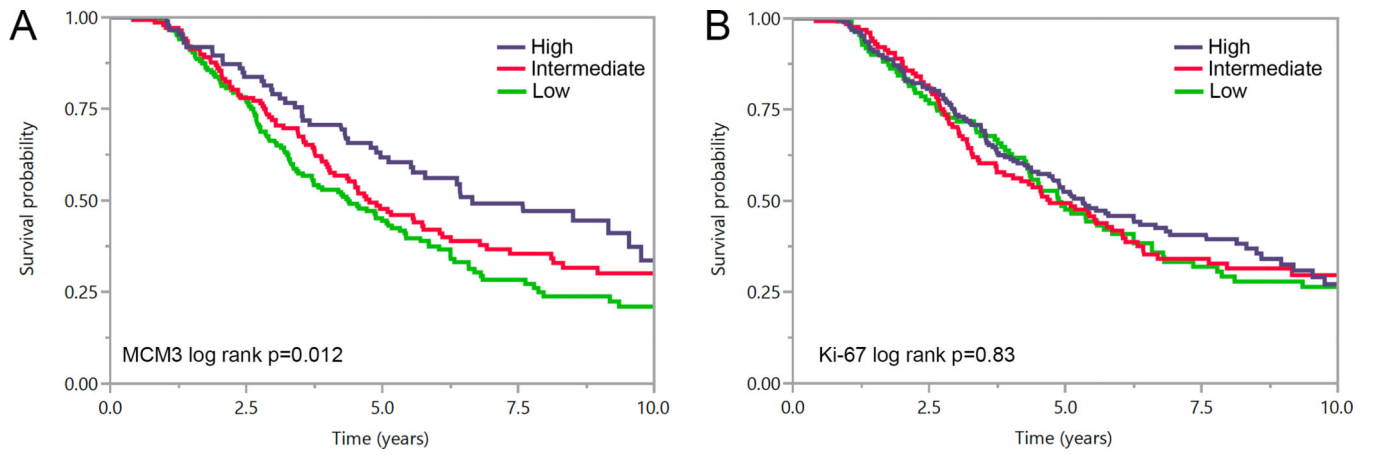 A
1.00
0.75
0.50
0.25
0.00
Survival probability
High
Intermediate
Low
MCM3 log rank p=0.012
0.0
2.5
5.0
7.5
10.0
Time (years)
B
1.00
0.75
0.50
0.25
0.00
Survival probability
High
Intermediate
Low
Ki-67 log rank p=0.83
0.0
2.5
5.0
7.5
10.0
Time (years)